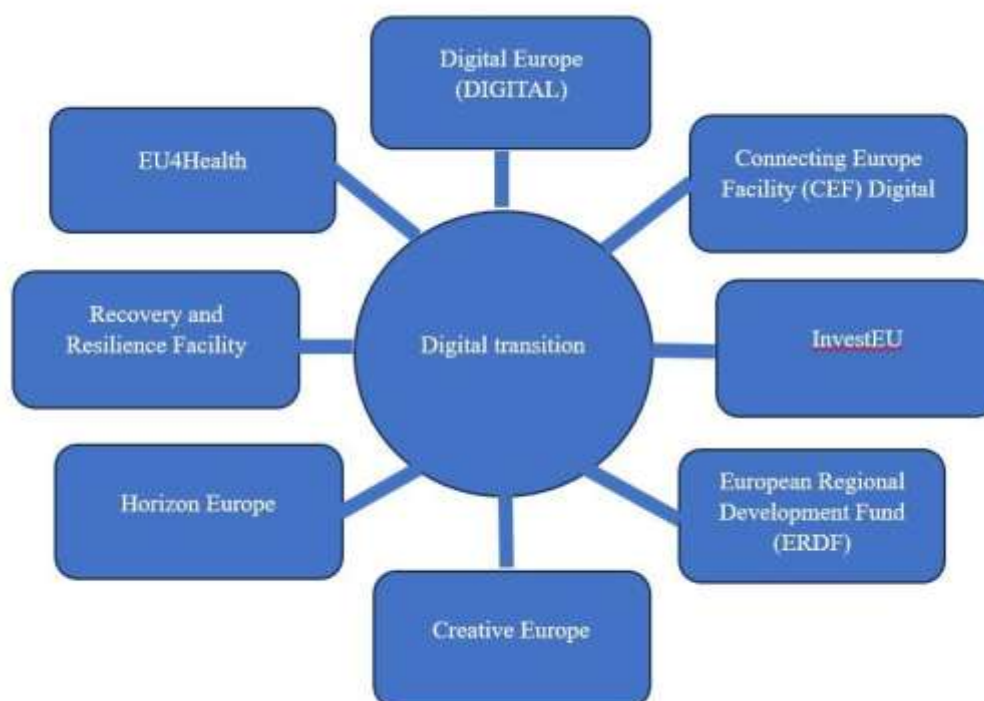 Digital Europe
(DIGITAL)
EU4Health
Connecting Europe
Facility (CEF) Digital
Recovery and
Resilience Facility
Digital transition
InvestEU
Horizon Europe
European Regional
Development Fund
(ERDF)
Creative Europe